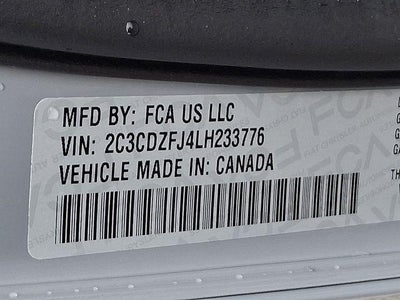 MFD BY: FCA US LLC
VIN: 2C3CDZFJ4LH233776
VEHICLE MADE IN: CANADA